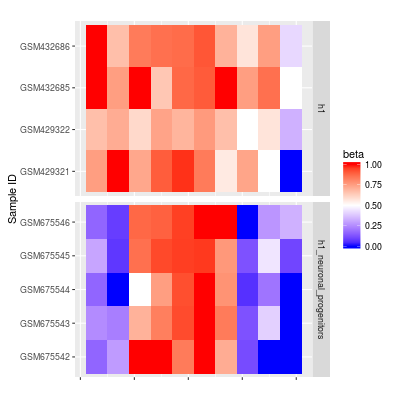 GSM432686
GSM432685
GSM429322
GSM429321
h1
GSM675546
GSM675545
GSM675544
GSM675543
GSM675542
h1_neuronal_progenitors
Sample ID
beta
1.00
0.75
0.50
0.25
0.00